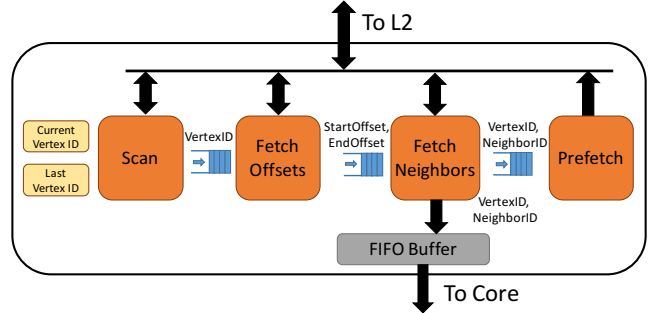 To L2
Current
Vertex ID
Last
Vertex ID
Scan
VertexID
Fetch
Offsets
StartOffset,
EndOffset
Fetch
Neighbors
VertexID,
NeighborID
Prefetch
VertexID,
NeighborID
FIFO Buffer
To Core